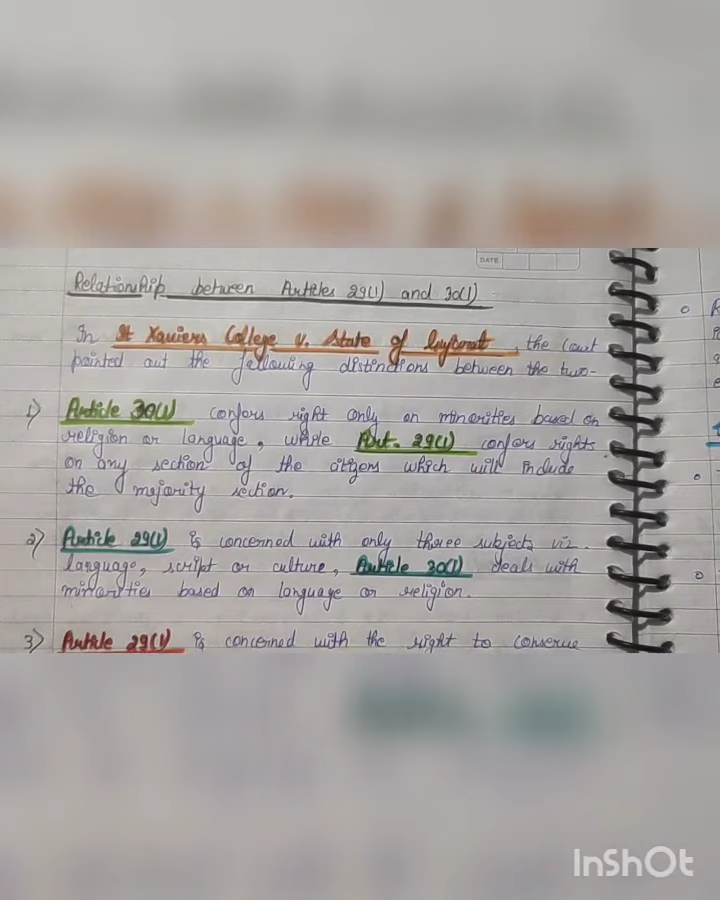 DATE
Relationship between Articles 29(1) and 30(1)
In St Xaviers College v. State of Gujarat, the Court
pointed out the following distinctions between the two-
1) Article 30(1) confers right only on minorities based on
religion or language, while Art. 29(1) confers rights
on any section of the citizens which will include
the majority section.
2) Article 29(1) is concerned with only three subjects viz.
language, script or culture, Article 30(1) deals with
minorities based on language or religion.
3) Article 29(1) is concerned with the right to conserve
InShOt